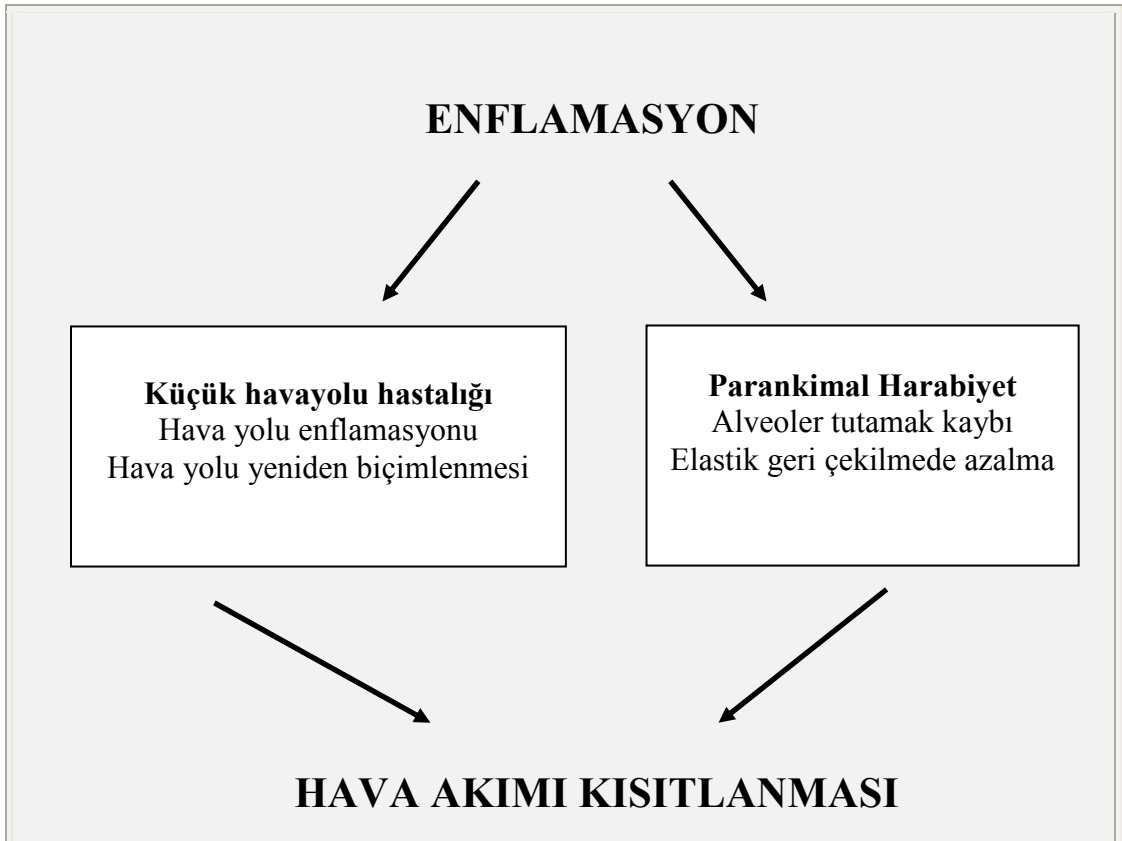 ENFLAMASYON
Küçük havayolu hastalığı
Hava yolu enflamasyonu
Hava yolu yeniden biçimlenmesi
Parankimal Harabiyet
Alveoler tutamak kaybı
Elastik geri çekilmede azalma
HAVA AKIMI KISITLANMASI